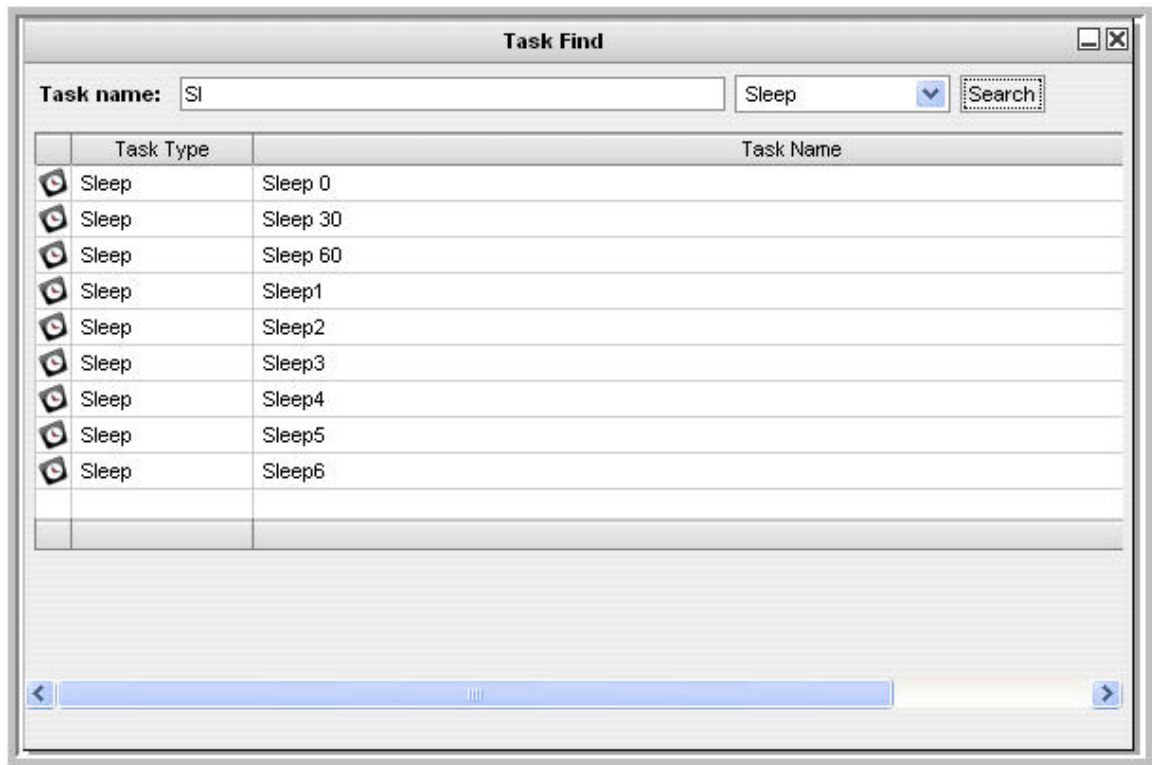 Task Find
Task name: Sl Sleep Search
Task Type Task Name
Sleep Sleep 0
Sleep Sleep 30
Sleep Sleep 60
Sleep Sleep1
Sleep Sleep2
Sleep Sleep3
Sleep Sleep4
Sleep Sleep5
Sleep Sleep6